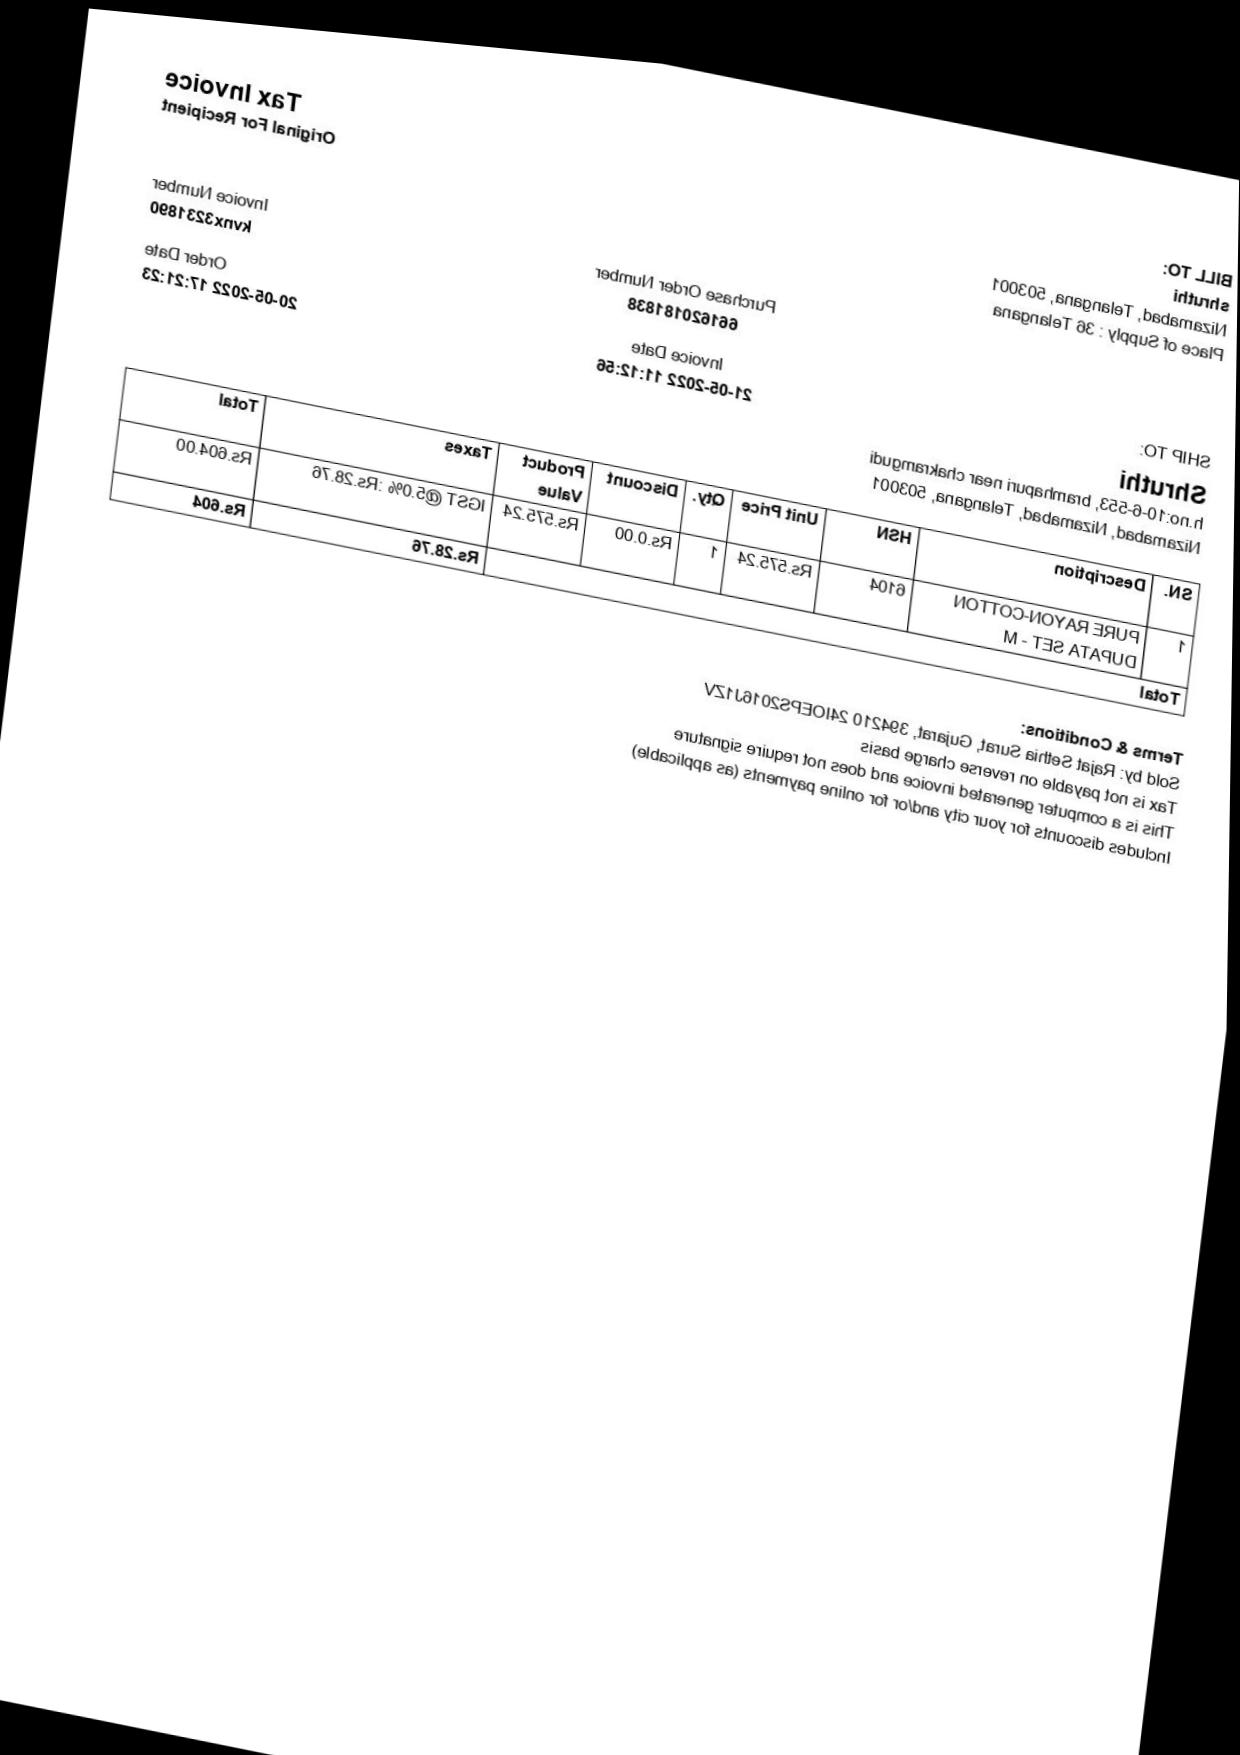 Tax Invoice
Original For Recipient
BILL TO:
shruthi
Nizamabad, Telangana, 503001
Place of Supply : 36 Telangana
Purchase Order Number
66162018183​8
Invoice Number
kvnx3231890
Invoice Date
21-05-2022 11:12:56
Order Date
20-05-2022 17:21:23
SHIP TO:
Shruthi
h.no:10-6-553, bramhapuri near chakramgudi
Nizamabad, Nizamabad, Telangana, 503001
SN. Description HSN Unit Price Qty. Discount Product Value Taxes Total
1 PURE RAYON-COTTON DUPATA SET - M 6104 Rs.575.24 1 Rs.0.00 Rs.575.24 IGST @5.0% :Rs.28.76 Rs.604.00
Total Rs.28.76 Rs.604
Terms & Conditions:
Sold by: Rajat Sethia Surat, Gujarat, 394210 24IOEPS2016J1ZV
Tax is not payable on reverse charge basis
This is a computer generated invoice and does not require signature
Includes discounts for your city and/or for online payments (as applicable)